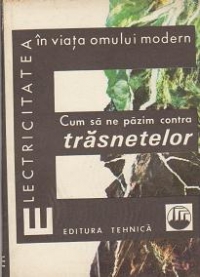 ELECTRICITATEA
în viața omului modern
Cum să ne păzim contra
trăsnetelor
EDITURA TEHNICĂ